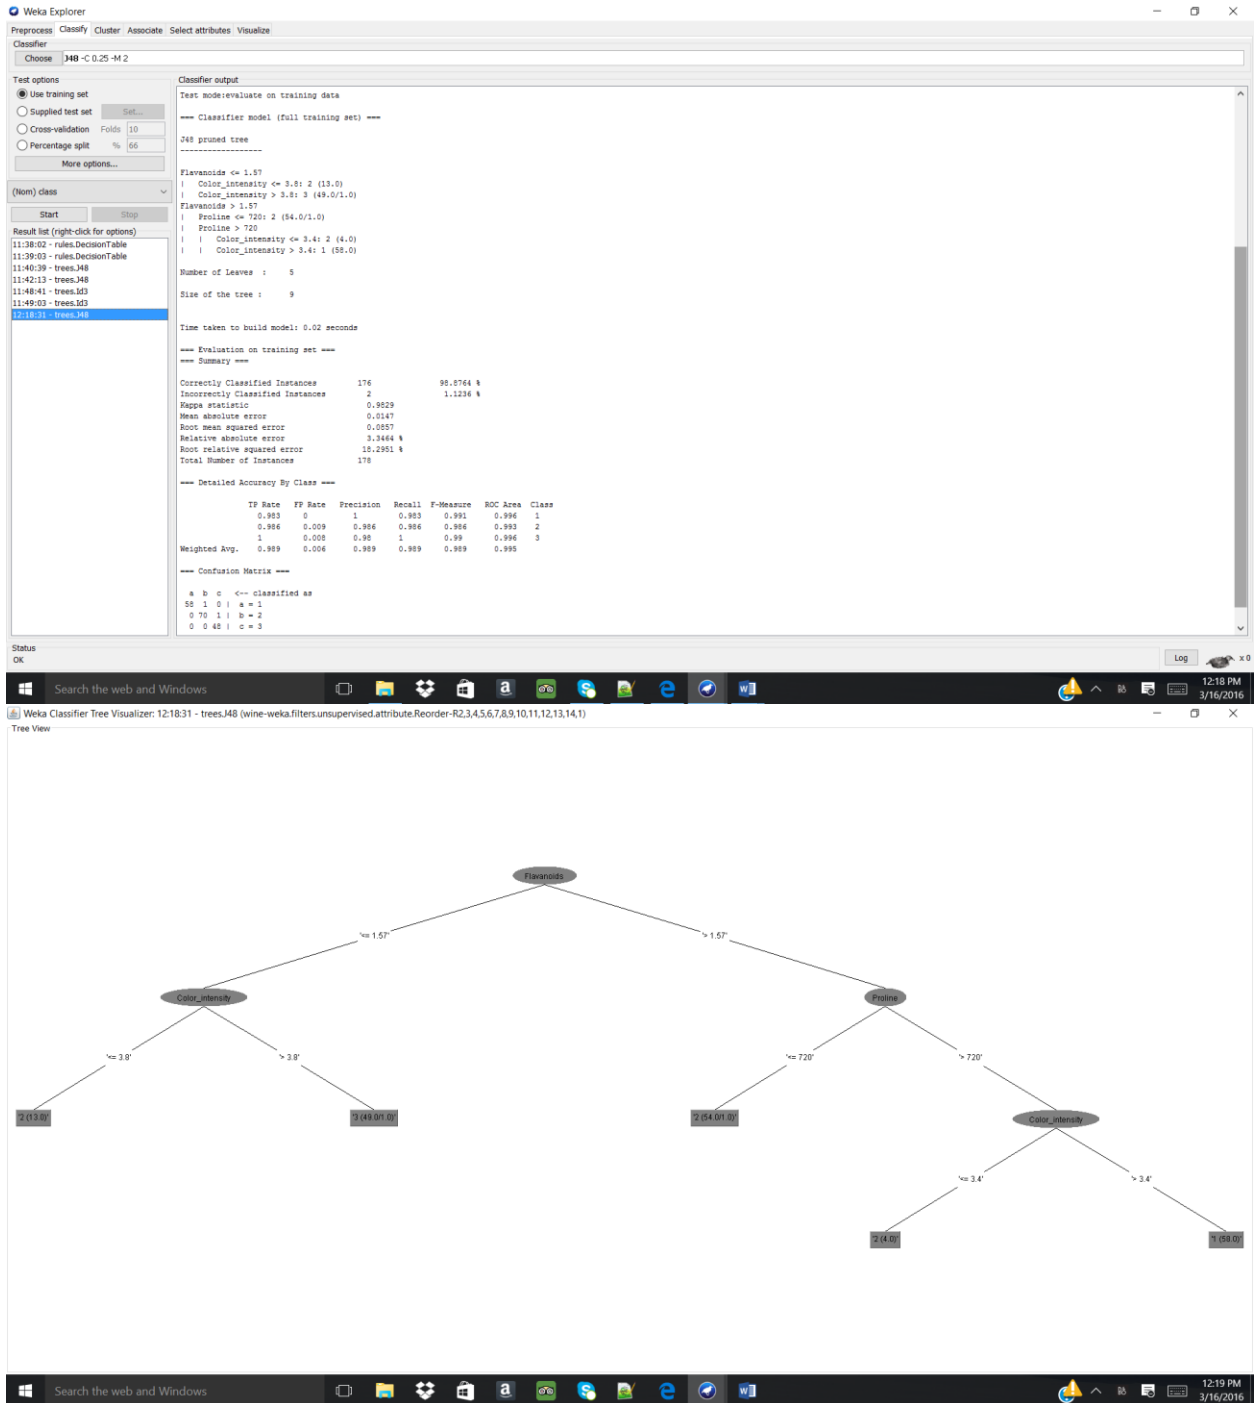 Weka Explorer
Preprocess Classify Cluster Associate Select attributes Visualize
Classifier
Choose J48 -C 0.25 -M 2
Test options
Use training set
Supplied test set Set...
Cross-validation Folds 10
Percentage split % 66
More options...
(Nom) class
Start Stop
Result list (right-click for options)
11:38:02 - rules.DecisionTable
11:39:03 - rules.DecisionTable
11:40:39 - trees.J48
11:42:13 - trees.J48
11:48:41 - trees.Id3
11:49:03 - trees.Id3
12:18:31 - trees.J48
Classifier output
Test mode:evaluate on training data
=== Classifier model (full training set) ===
J48 pruned tree
------------------
Flavanoids <= 1.57
| Color_intensity <= 3.8: 2 (13.0)
| Color_intensity > 3.8: 3 (49.0/1.0)
Flavanoids > 1.57
| Proline <= 720: 2 (54.0/1.0)
| Proline > 720
| | Color_intensity <= 3.4: 2 (4.0)
| | Color_intensity > 3.4: 1 (58.0)
Number of Leaves : 5
Size of the tree : 9
Time taken to build model: 0.02 seconds
=== Evaluation on training set ===
=== Summary ===
Correctly Classified Instances 176 98.8764 %
Incorrectly Classified Instances 2 1.1236 %
Kappa statistic 0.9829
Mean absolute error 0.0147
Root mean squared error 0.0857
Relative absolute error 3.3464 %
Root relative squared error 18.2951 %
Total Number of Instances 178
=== Detailed Accuracy By Class ===
TP Rate FP Rate Precision Recall F-Measure ROC Area Class
0.983 0 1 0.983 0.991 0.996 1
0.986 0.009 0.986 0.986 0.986 0.993 2
1 0.008 0.98 1 0.99 0.996 3
Weighted Avg. 0.989 0.006 0.989 0.989 0.989 0.995
=== Confusion Matrix ===
a b c <-- classified as
58 1 0 | a = 1
0 70 1 | b = 2
0 0 48 | c = 3
Status
OK
Log x 0
Search the web and Windows
12:18 PM
3/16/2016
Weka Classifier Tree Visualizer: 12:18:31 - trees.J48 (wine-weka.filters.unsupervised.attribute.Reorder-R2,3,4,5,6,7,8,9,10,11,12,13,14,1)
Tree View
Flavanoids
'<= 1.57' '> 1.57'
Color_intensity Proline
'<= 3.8' '> 3.8' '<= 720' '> 720'
'2 (13.0)' '3 (49.0/1.0)' '2 (54.0/1.0)' Color_intensity
'<= 3.4' '> 3.4'
'2 (4.0)' '1 (58.0)'
Search the web and Windows
12:19 PM
3/16/2016